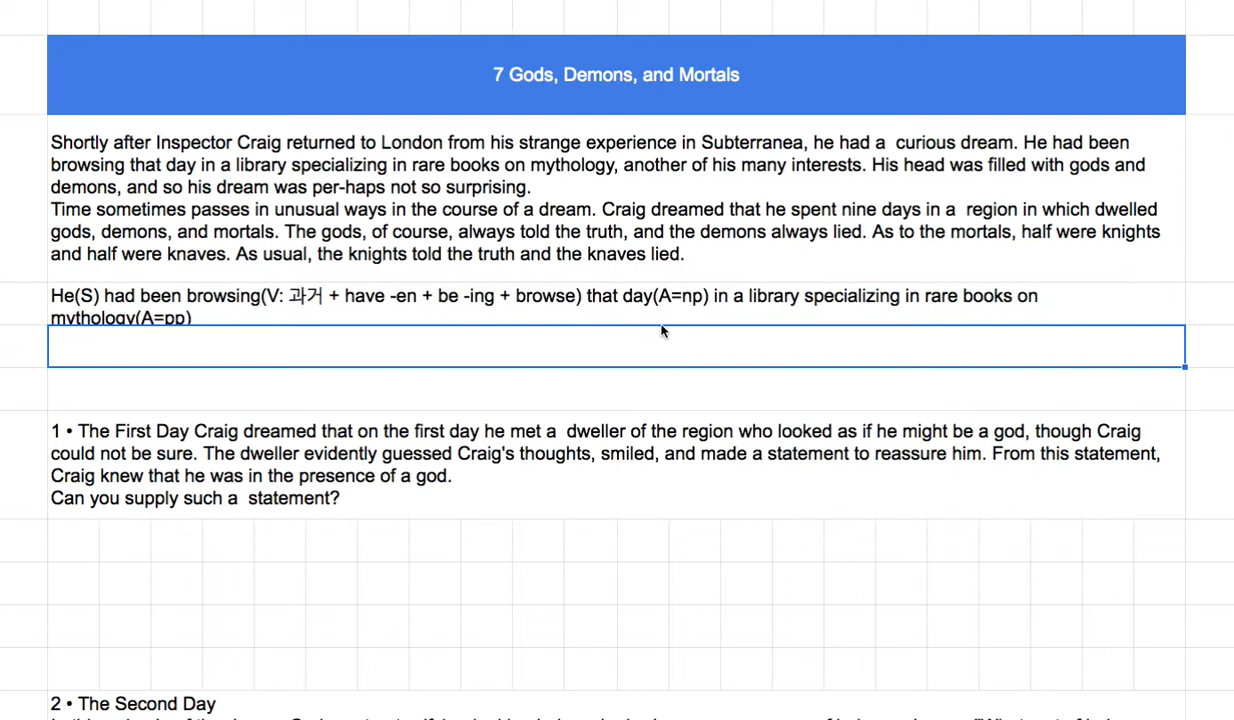 7 Gods, Demons, and Mortals
Shortly after Inspector Craig returned to London from his strange experience in Subterranea, he had a  curious dream. He had been
browsing that day in a library specializing in rare books on mythology, another of his many interests. His head was filled with gods and
demons, and so his dream was per-haps not so surprising.
Time sometimes passes in unusual ways in the course of a dream. Craig dreamed that he spent nine days in a  region in which dwelled
gods, demons, and mortals. The gods, of course, always told the truth, and the demons always lied. As to the mortals, half were knights
and half were knaves. As usual, the knights told the truth and the knaves lied.
He(S) had been browsing(V: 과거 + have -en + be -ing + browse) that day(A=np) in a library specializing in rare books on
mythology(A=pp)
1 • The First Day Craig dreamed that on the first day he met a  dweller of the region who looked as if he might be a god, though Craig
could not be sure. The dweller evidently guessed Craig's thoughts, smiled, and made a statement to reassure him. From this statement,
Craig knew that he was in the presence of a god.
Can you supply such a  statement?
2 • The Second Day